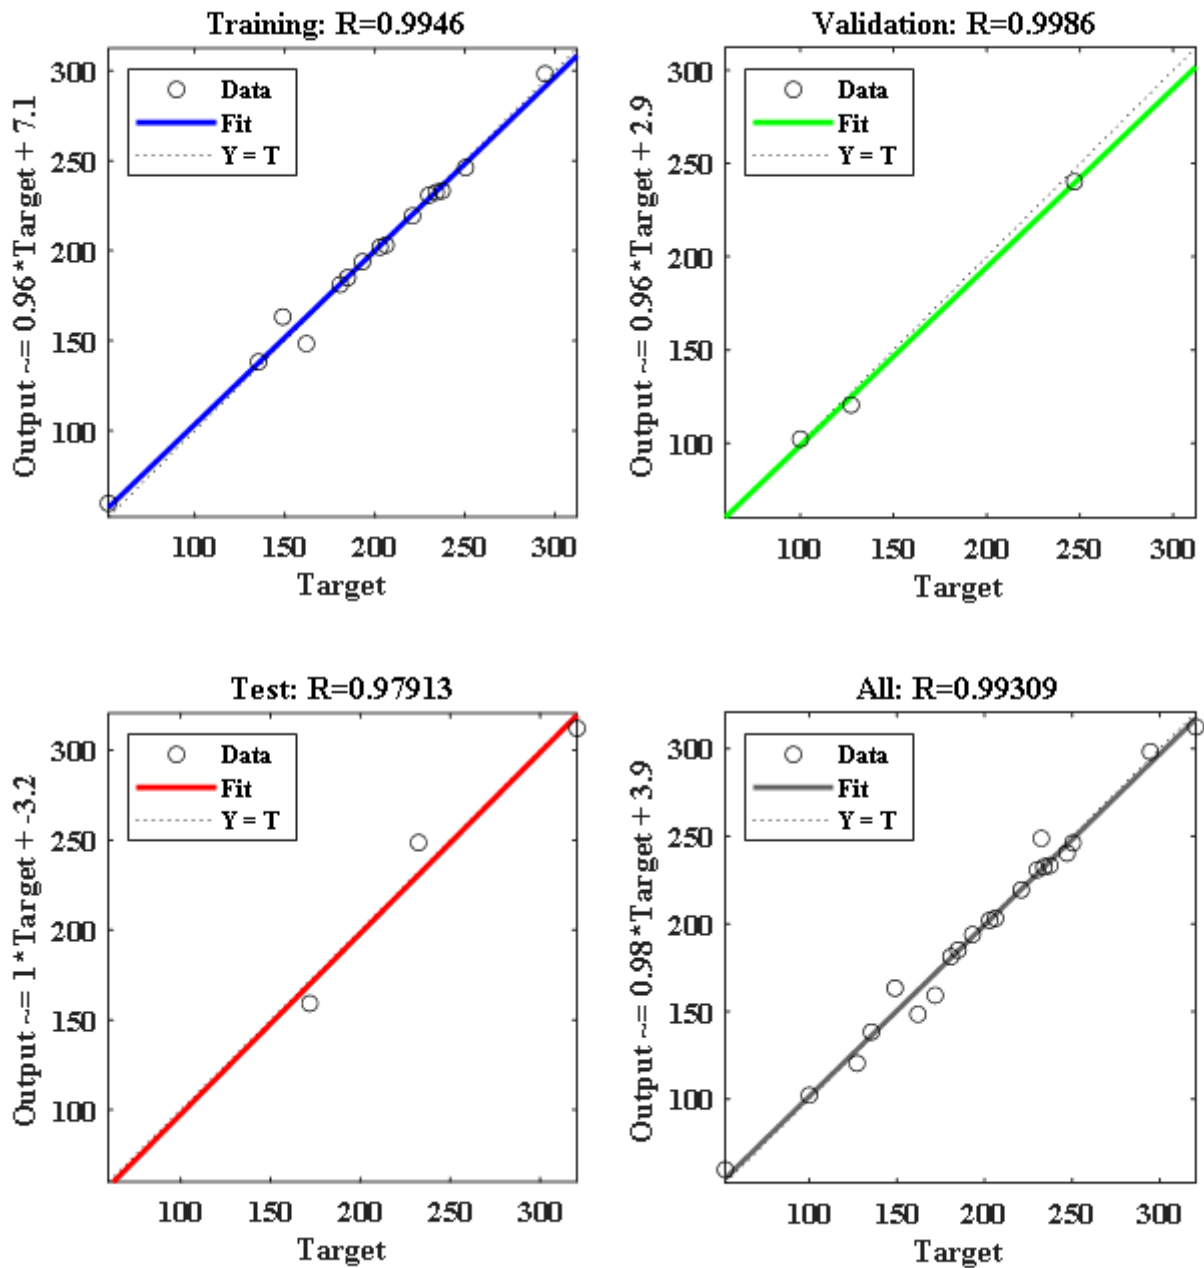 Training: R=0.9946
Output ~= 0.96*Target + 7.1
300
250
200
150
100
Data
Fit
Y = T
100 150 200 250 300
Target
Validation: R=0.9986
Output ~= 0.96*Target + 2.9
300
250
200
150
100
Data
Fit
Y = T
100 150 200 250 300
Target
Test: R=0.97913
Output ~= 1*Target + -3.2
300
250
200
150
100
Data
Fit
Y = T
100 150 200 250 300
Target
All: R=0.99309
Output ~= 0.98*Target + 3.9
300
250
200
150
100
Data
Fit
Y = T
100 150 200 250 300
Target